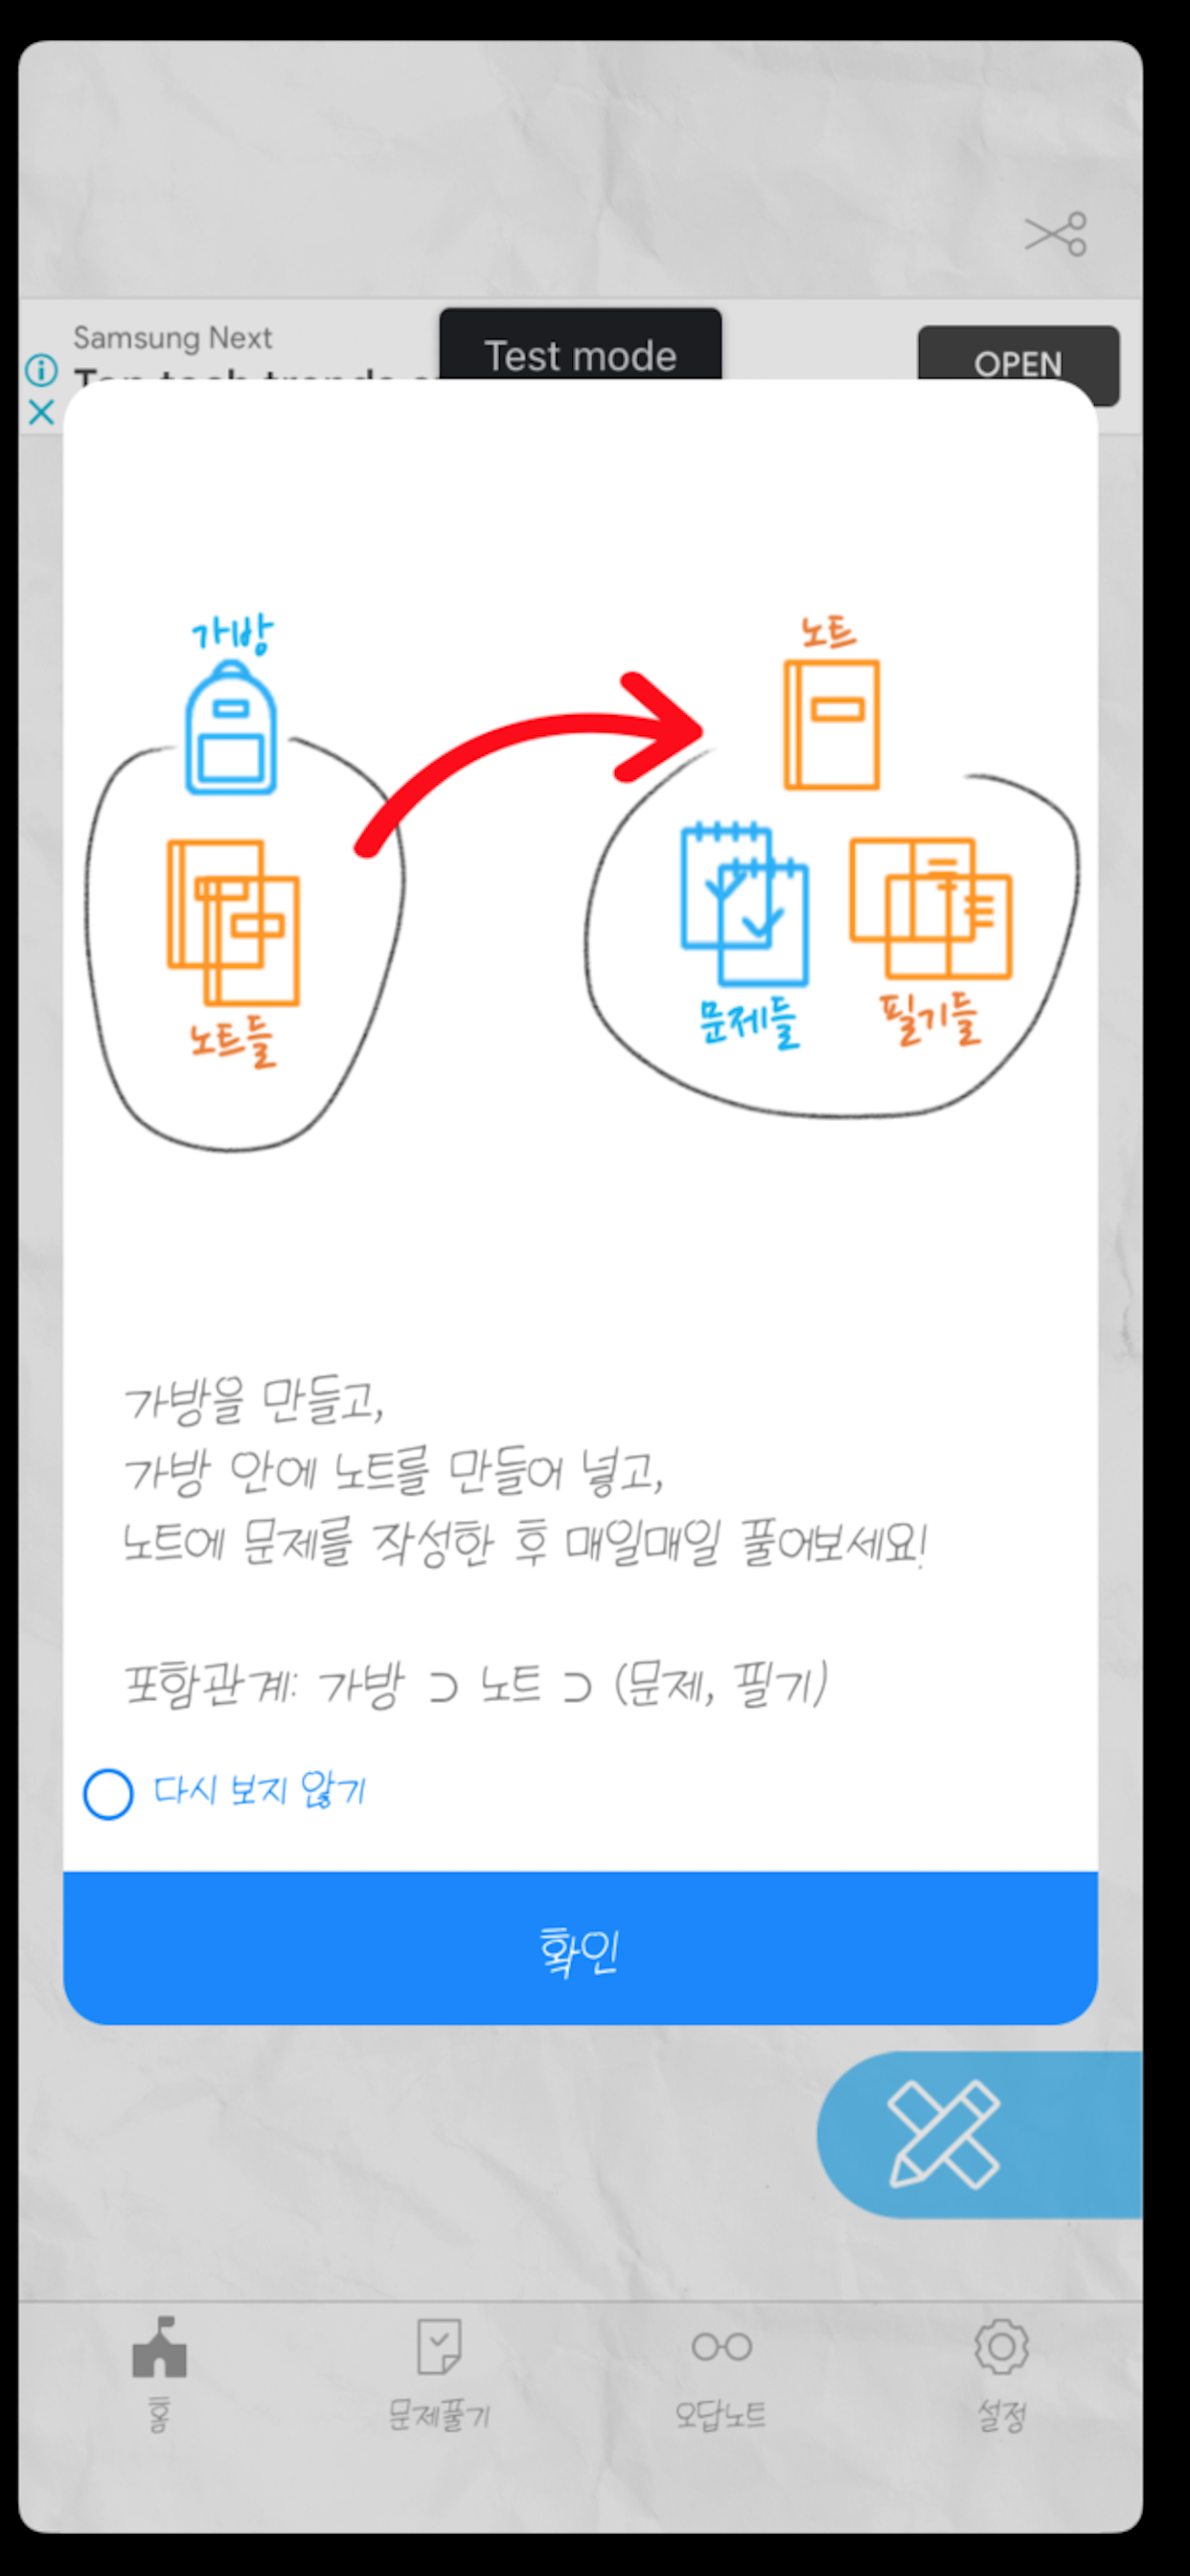 Samsung Next
Test mode
OPEN
가방
노트
노트들
문제들
필기들
가방을 만들고,
가방 안에 노트를 만들어 넣고,
노트에 문제를 작성한 후 매일매일 풀어보세요!
포함관계: 가방 ⊃ 노트 ⊃ (문제, 필기)
다시 보지 않기
확인
홈
문제풀기
오답노트
설정